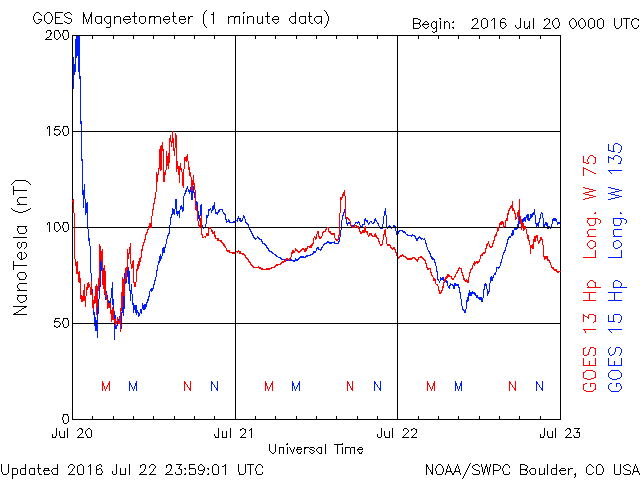 GOES Magnetometer (1 minute data)
Begin: 2016 Jul 20 0000 UTC
200
150
100
50
0
NanoTesla (nT)
M M N N M M N N M M N N
Jul 20 Jul 21 Jul 22 Jul 23
Universal Time
GOES 13 Hp Long. W 75
GOES 15 Hp Long. W 135
Updated 2016 Jul 22 23:59:01 UTC
NOAA/SWPC Boulder, CO USA